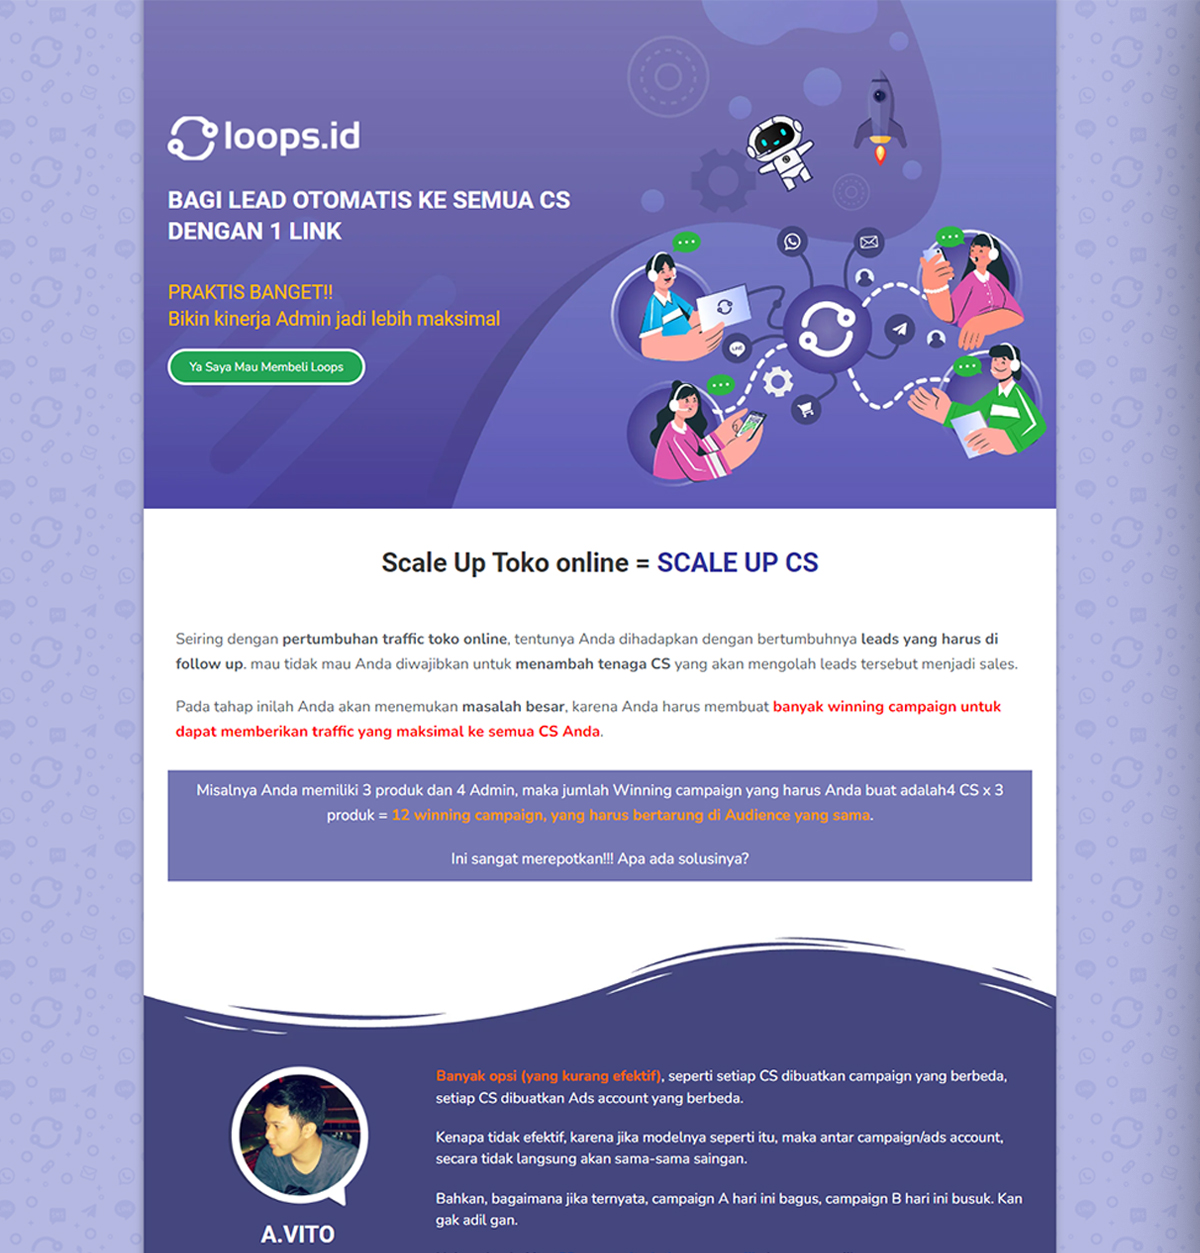 loops.id
BAGI LEAD OTOMATIS KE SEMUA CS
DENGAN 1 LINK
PRAKTIS BANGET!!
Bikin kinerja Admin jadi lebih maksimal
Ya Saya Mau Membeli Loops
Scale Up Toko online = SCALE UP CS
Seiring dengan pertumbuhan traffic toko online, tentunya Anda dihadapkan dengan bertumbuhnya leads yang harus di
follow up. mau tidak mau Anda diwajibkan untuk menambah tenaga CS yang akan mengolah leads tersebut menjadi sales.
Pada tahap inilah Anda akan menemukan masalah besar, karena Anda harus membuat banyak winning campaign untuk
dapat memberikan traffic yang maksimal ke semua CS Anda.
Misalnya Anda memiliki 3 produk dan 4 Admin, maka jumlah Winning campaign yang harus Anda buat adalah4 CS x 3
produk = 12 winning campaign, yang harus bertarung di Audience yang sama.
Ini sangat merepotkan!!! Apa ada solusinya?
Banyak opsi (yang kurang efektif), seperti setiap CS dibuatkan campaign yang berbeda,
setiap CS dibuatkan Ads account yang berbeda.
Kenapa tidak efektif, karena jika modelnya seperti itu, maka antar campaign/ads account,
secara tidak langsung akan sama-sama saingan.
Bahkan, bagaimana jika ternyata, campaign A hari ini bagus, campaign B hari ini busuk. Kan
gak adil gan.
A.VITO